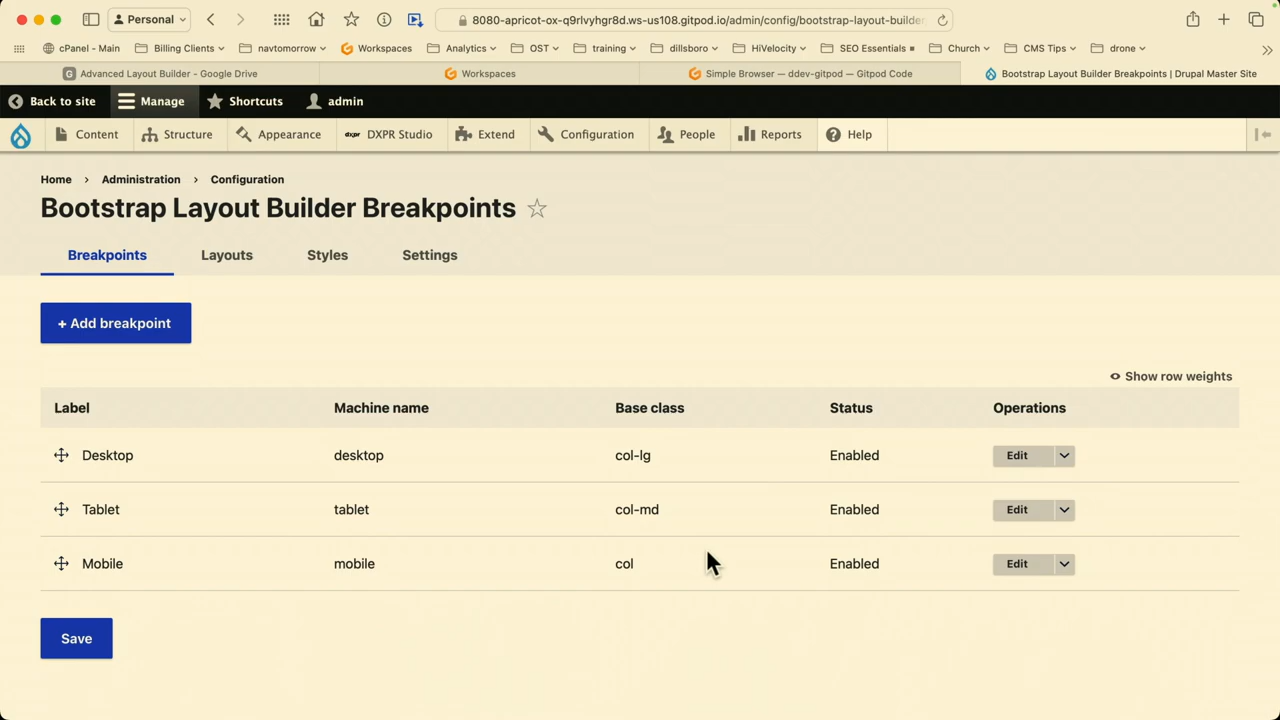 Personal
8080-apricot-ox-q9rlvyhgr8d.ws-us108.gitpod.io/admin/config/bootstrap-layout-builder
cPanel - Main Billing Clients navtomorrow Workspaces Analytics OST training dillsboro HiVelocity SEO Essentials Church CMS Tips drone
G Advanced Layout Builder - Google Drive Workspaces Simple Browser — ddev-gitpod — Gitpod Code Bootstrap Layout Builder Breakpoints | Drupal Master Site
Back to site Manage Shortcuts admin
Content Structure Appearance dxpr DXPR Studio Extend Configuration People Reports Help
Home › Administration › Configuration
Bootstrap Layout Builder Breakpoints
Breakpoints Layouts Styles Settings
+ Add breakpoint
Show row weights
Label Machine name Base class Status Operations
Desktop desktop col-lg Enabled Edit
Tablet tablet col-md Enabled Edit
Mobile mobile col Enabled Edit
Save